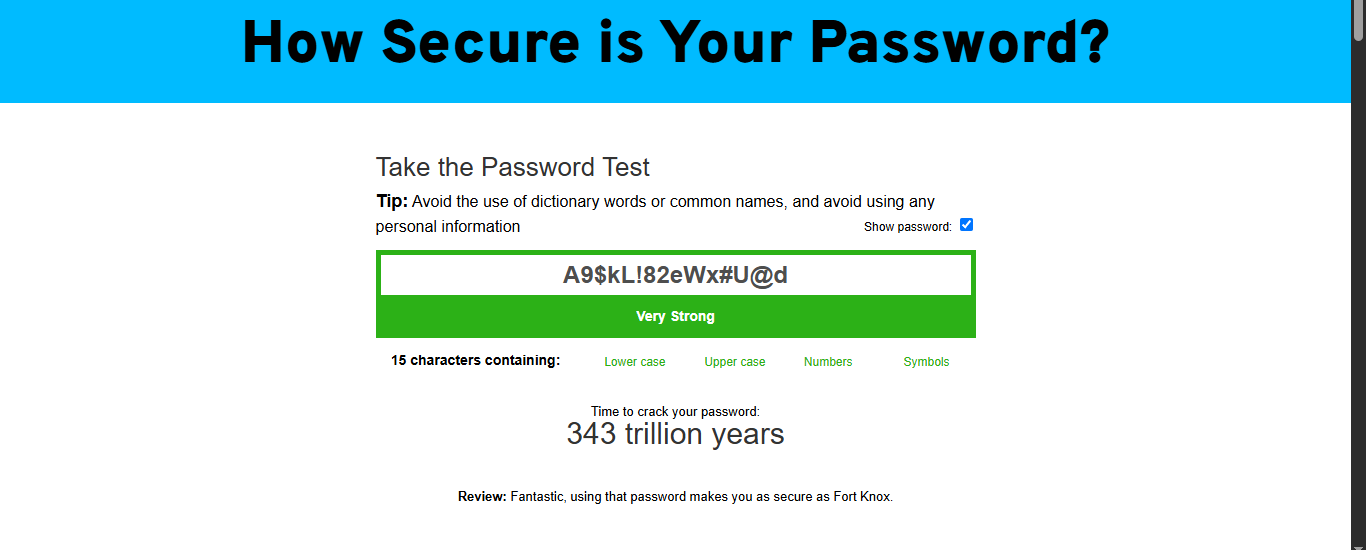 How Secure is Your Password?
Take the Password Test
Tip: Avoid the use of dictionary words or common names, and avoid using any
personal information
Show password:
A9$kL!82eWx#U@d
Very Strong
15 characters containing: Lower case Upper case Numbers Symbols
Time to crack your password:
343 trillion years
Review: Fantastic, using that password makes you as secure as Fort Knox.